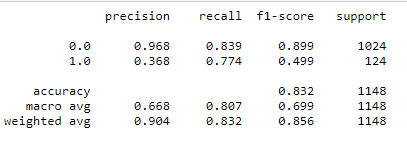 precision recall f1-score support
0.0 0.968 0.839 0.899 1024
1.0 0.368 0.774 0.499 124
accuracy 0.832 1148
macro avg 0.668 0.807 0.699 1148
weighted avg 0.904 0.832 0.856 1148